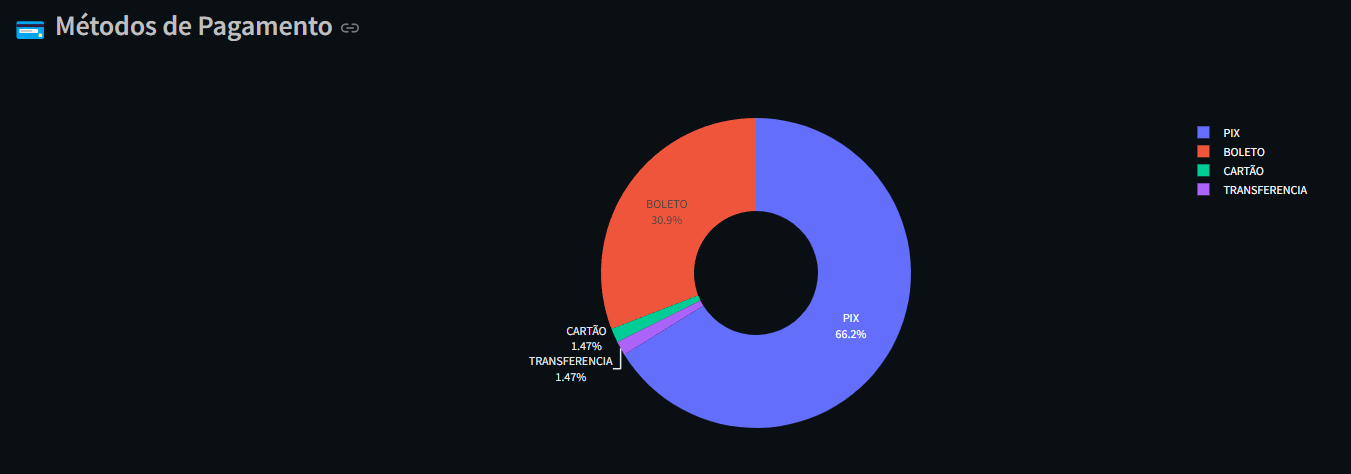 Métodos de Pagamento
PIX
BOLETO
CARTÃO
TRANSFERENCIA
BOLETO
30.9%
PIX
66.2%
CARTÃO
1.47%
TRANSFERENCIA
1.47%